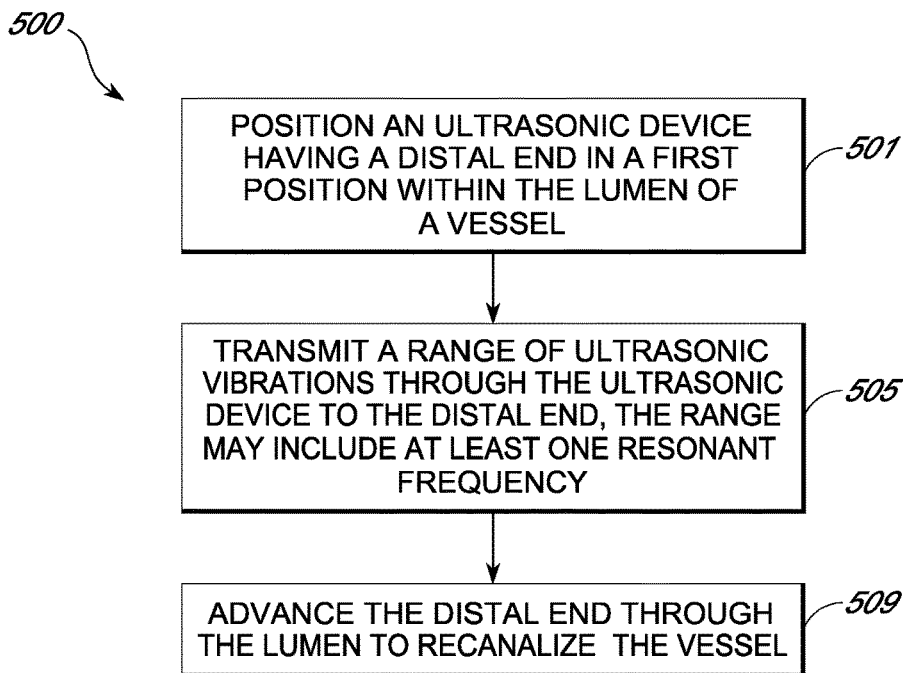 500
POSITION AN ULTRASONIC DEVICE
HAVING A DISTAL END IN A FIRST
POSITION WITHIN THE LUMEN OF
A VESSEL
501
TRANSMIT A RANGE OF ULTRASONIC
VIBRATIONS THROUGH THE ULTRASONIC
DEVICE TO THE DISTAL END, THE RANGE
MAY INCLUDE AT LEAST ONE RESONANT
FREQUENCY
505
ADVANCE THE DISTAL END THROUGH
THE LUMEN TO RECANALIZE THE VESSEL
509